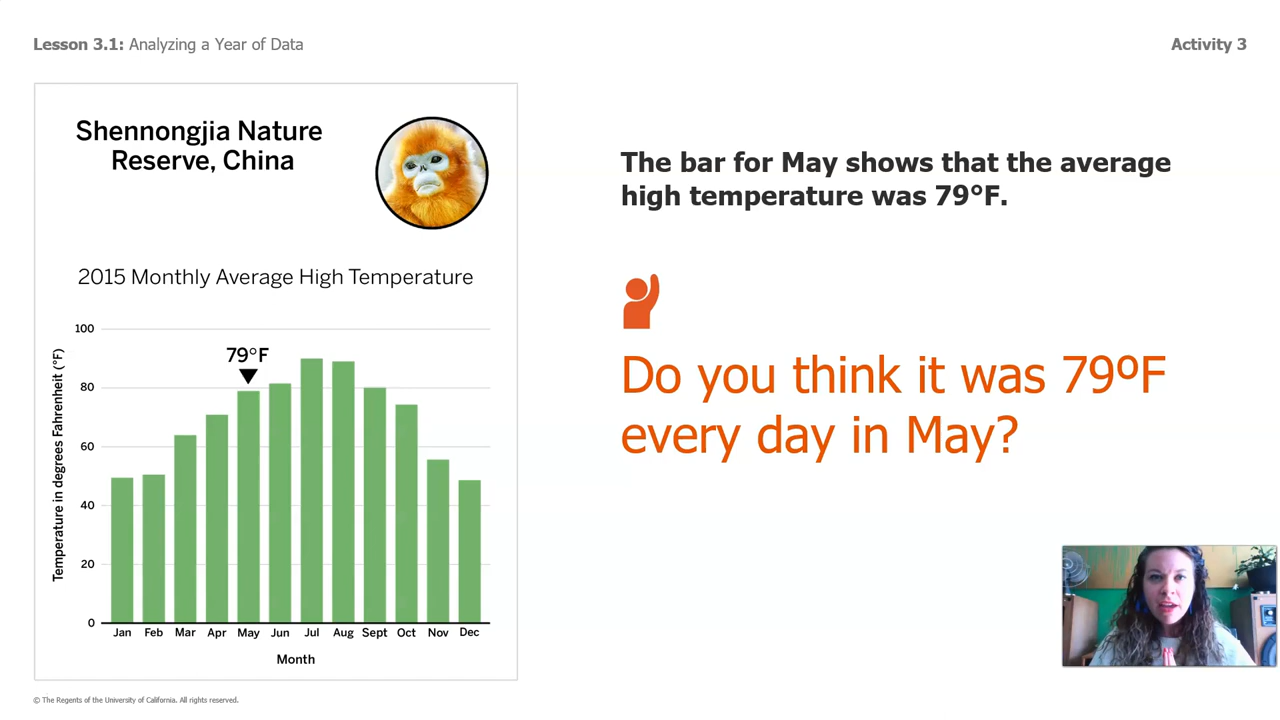 Lesson 3.1: Analyzing a Year of Data
Activity 3
Shennongjia Nature
Reserve, China
2015 Monthly Average High Temperature
Temperature in degrees Fahrenheit (°F)
100
80
60
40
20
0
79°F
Jan Feb Mar Apr May Jun Jul Aug Sept Oct Nov Dec
Month
The bar for May shows that the average
high temperature was 79°F.
Do you think it was 79ºF
every day in May?
© The Regents of the University of California. All rights reserved.